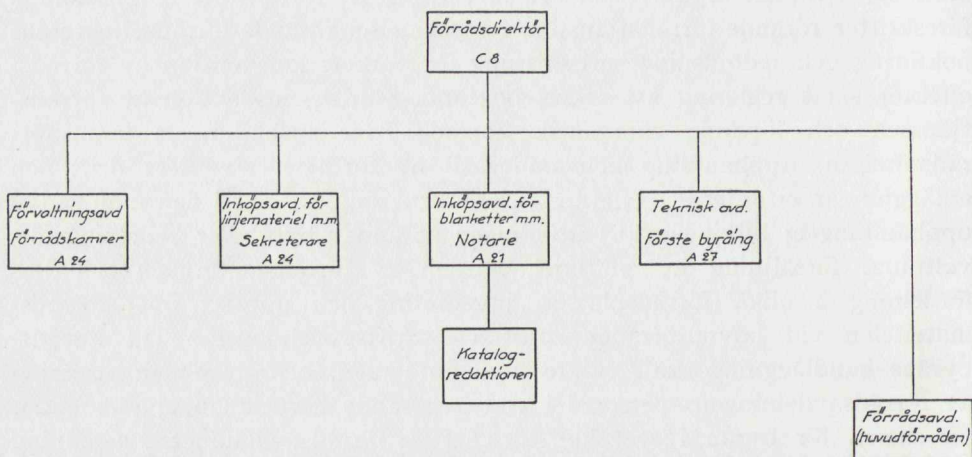 Förrådsdirektör
C 8
Förvaltningsavd
Förrådskamrer
A 24
Inköpsavd. för
linjemateriel m.m.
Sekreterare
A 24
Inköpsavd. för
blanketter m.m.
Notarie
A 21
Teknisk avd.
Förste byråing
A 27
Katalog-
redaktionen
Förrådsavd.
(huvudförråden)